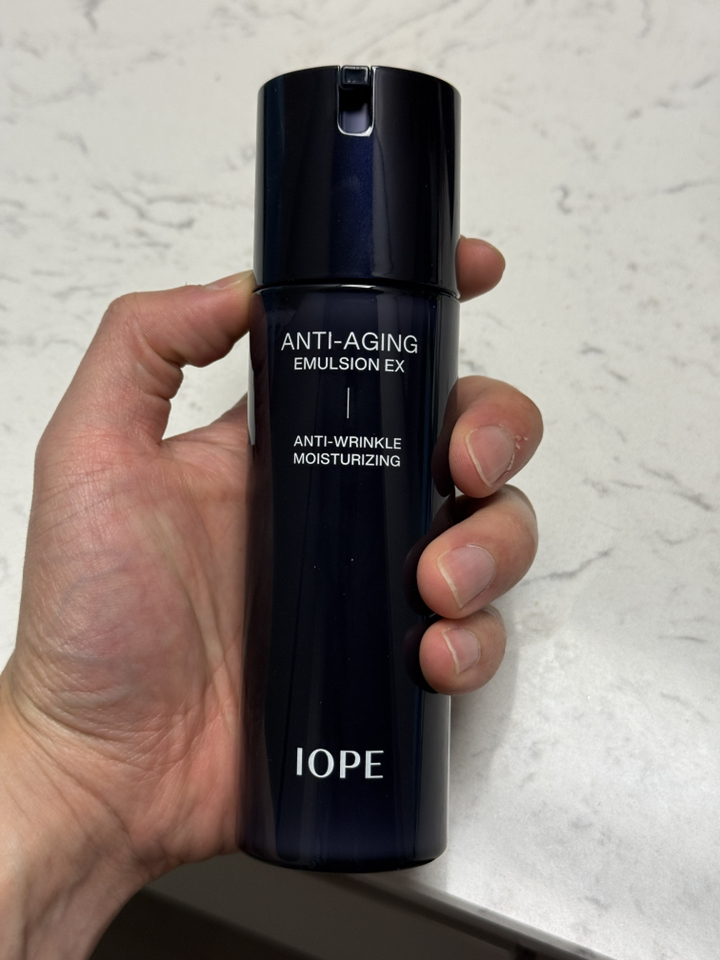 ANTI-AGING
EMULSION EX
ANTI-WRINKLE
MOISTURIZING
IOPE